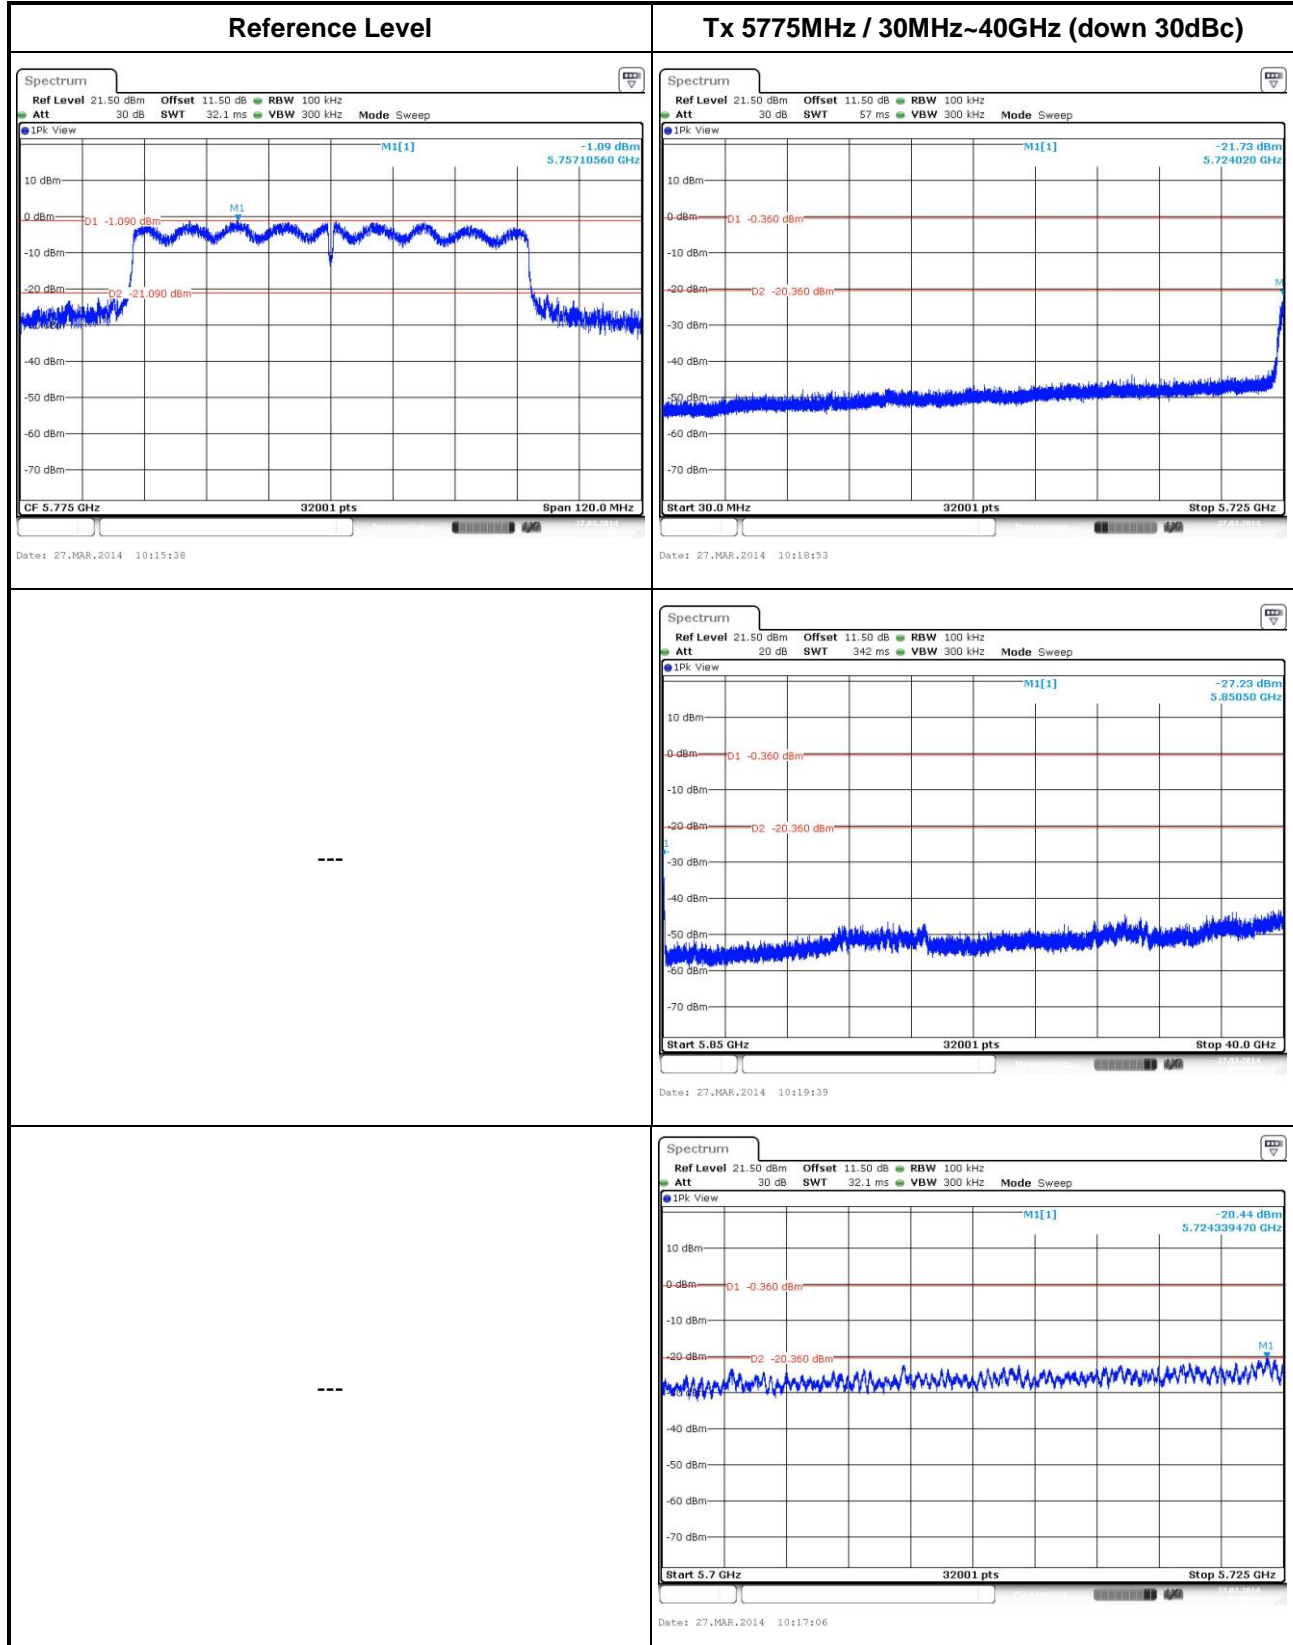 Reference Level
Tx 5775MHz / 30MHz~40GHz (down 30dBc)
Spectrum
Ref Level 21.50 dBm Offset 11.50 dB RBW 100 kHz
Att 30 dB SWT 32.1 ms VBW 300 kHz Mode Sweep
1Pk View
M1[1] -1.09 dBm
5.75710560 GHz
10 dBm
M1
0 dBm
D1 -1.090 dBm
-10 dBm
-20 dBm
D2 -21.090 dBm
-40 dBm
-50 dBm
-60 dBm
-70 dBm
CF 5.775 GHz 32001 pts Span 120.0 MHz
Date: 27.MAR.2014 10:15:38
Spectrum
Ref Level 21.50 dBm Offset 11.50 dB RBW 100 kHz
Att 30 dB SWT 57 ms VBW 300 kHz Mode Sweep
1Pk View
M1[1] -21.73 dBm
5.724020 GHz
10 dBm
0 dBm
D1 -0.360 dBm
-10 dBm
-20 dBm
D2 -20.360 dBm
-30 dBm
-40 dBm
-50 dBm
-60 dBm
-70 dBm
Start 30.0 MHz 32001 pts Stop 5.725 GHz
Date: 27.MAR.2014 10:18:53
---
Spectrum
Ref Level 21.50 dBm Offset 11.50 dB RBW 100 kHz
Att 20 dB SWT 342 ms VBW 300 kHz Mode Sweep
1Pk View
M1[1] -27.23 dBm
5.85050 GHz
10 dBm
0 dBm
D1 -0.360 dBm
-10 dBm
-20 dBm
D2 -20.360 dBm
-30 dBm
-40 dBm
-50 dBm
-60 dBm
-70 dBm
Start 5.85 GHz 32001 pts Stop 40.0 GHz
Date: 27.MAR.2014 10:19:39
---
Spectrum
Ref Level 21.50 dBm Offset 11.50 dB RBW 100 kHz
Att 30 dB SWT 32.1 ms VBW 300 kHz Mode Sweep
1Pk View
M1[1] -20.44 dBm
5.724339470 GHz
10 dBm
0 dBm
D1 -0.360 dBm
-10 dBm
M1
-20 dBm
D2 -20.360 dBm
-40 dBm
-50 dBm
-60 dBm
-70 dBm
Start 5.7 GHz 32001 pts Stop 5.725 GHz
Date: 27.MAR.2014 10:17:06